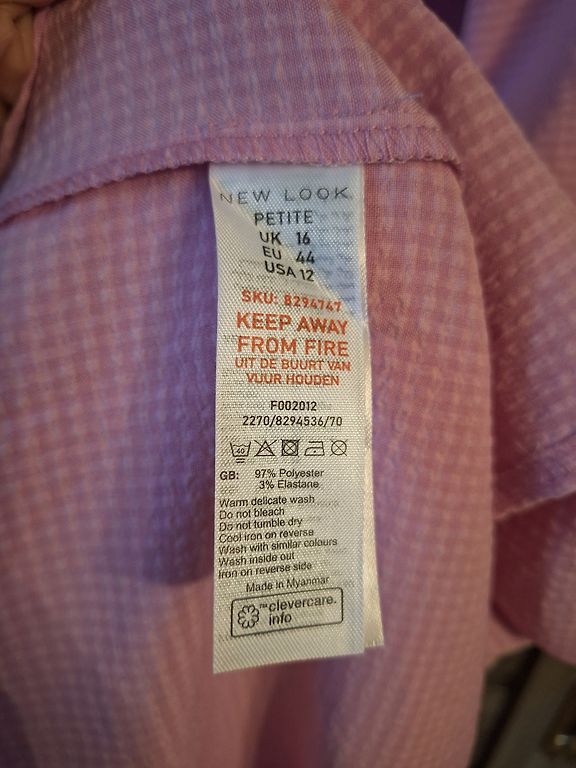 NEW LOOK
PETITE
UK 16
EU 44
USA 12
SKU: 8294747
KEEP AWAY
FROM FIRE
UIT DE BUURT VAN
VUUR HOUDEN
F002012
2270/8294536/70
40
GB: 97% Polyester
3% Elastane
Warm delicate wash
Do not bleach
Do not tumble dry
Cool iron on reverse
Wash with similar colours
Wash inside out
Iron on reverse side
Made in Myanmar
™clevercare.
info